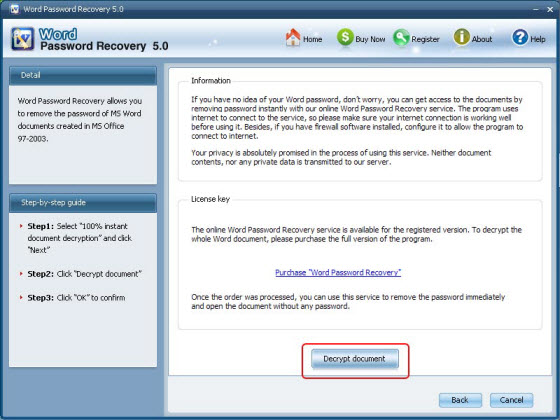 Word Password Recovery 5.0
Word
Password Recovery 5.0
Home
Buy Now
Register
About
Help
Detail
Word Password Recovery allows you
to remove the password of MS Word
documents created in MS Office
97-2003.
Step-by-step guide
Step1: Select "100% instant
document decryption" and click
"Next"
Step2: Click "Decrypt document"
Step3: Click "OK" to confirm
Information
If you have no idea of your Word password, don't worry, you can get access to the documents by
removing password instantly with our online Word Password Recovery service. The program uses
internet to connect to the service, so please make sure your internet connection is working well
before using it. Besides, if you have firewall software installed, configure it to allow the program to
connect to internet.
Your privacy is absolutely promised in the process of using this service. Neither document
contents, nor any private data is transmitted to our server.
License key
The online Word Password Recovery service is available for the registered version. To decrypt the
whole Word document, please purchase the full version of the program.
Purchase "Word Password Recovery"
Once the order was processed, you can use this service to remove the password immediately
and open the document without any password.
Decrypt document
Back
Cancel